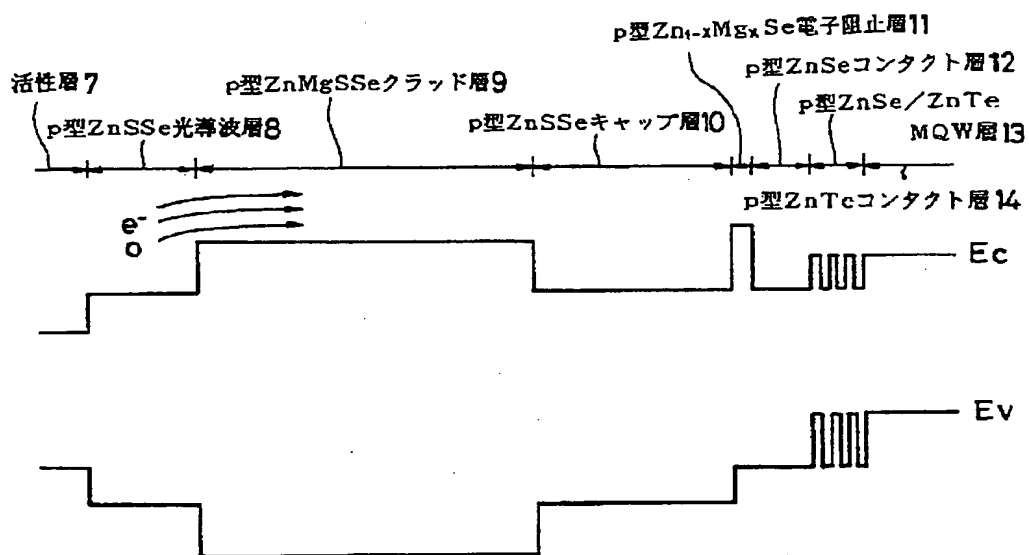 p型Zn₁₋ₓMgₓSe電子阻止層11
p型ZnSeコンタクト層12
活性層7
p型ZnMgSSeクラッド層9
p型ZnSe/ZnTe
MQW層13
p型ZnSSe光導波層8
p型ZnSSeキャップ層10
p型ZnTeコンタクト層14
e⁻
o
Ec
Ev